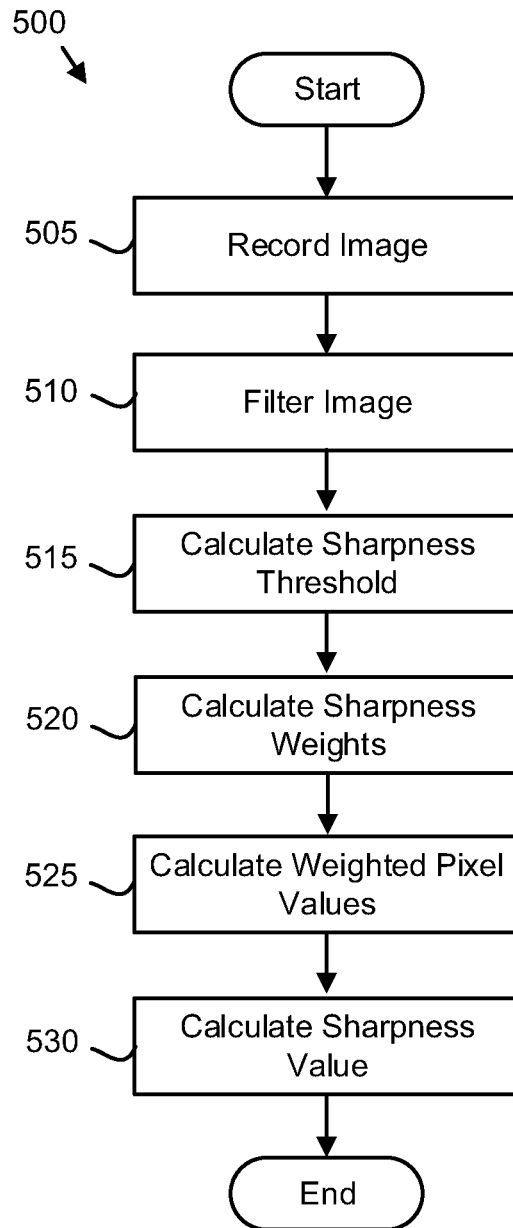 500
Start
505
Record Image
510
Filter Image
515
Calculate Sharpness
Threshold
520
Calculate Sharpness
Weights
525
Calculate Weighted Pixel
Values
530
Calculate Sharpness
Value
End